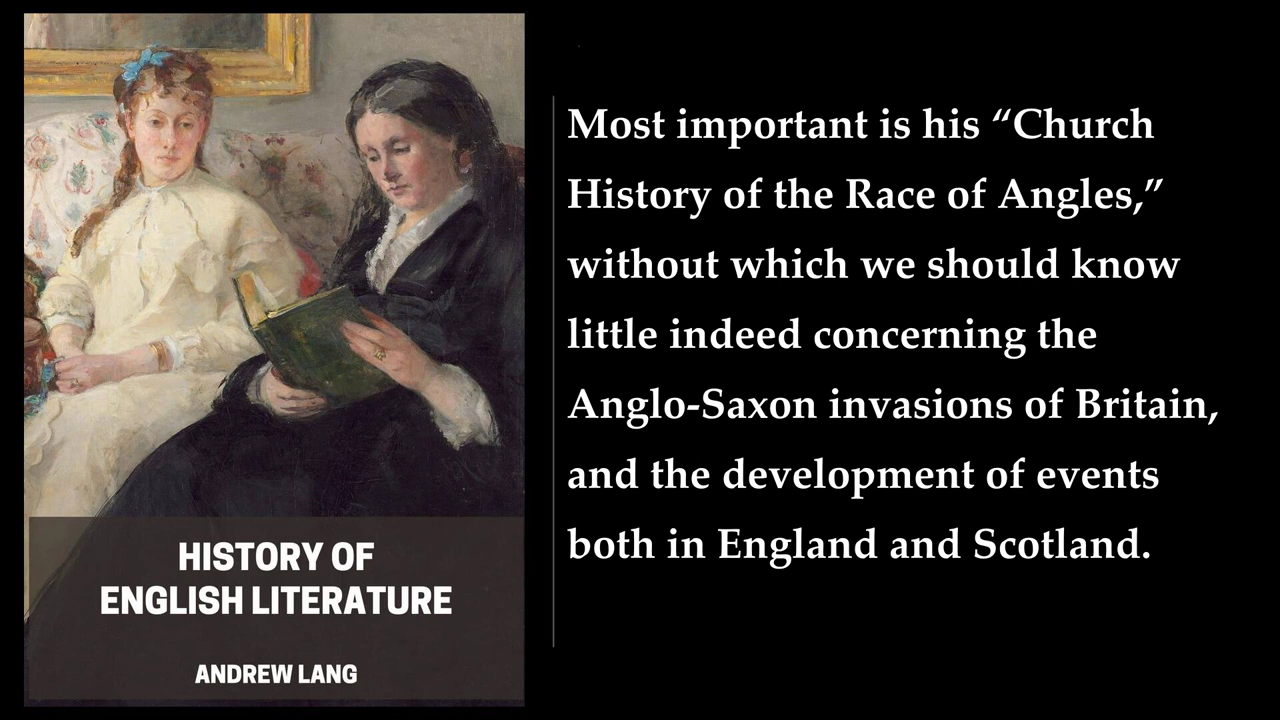 HISTORY OF
ENGLISH LITERATURE
ANDREW LANG
Most important is his “Church
History of the Race of Angles,”
without which we should know
little indeed concerning the
Anglo-Saxon invasions of Britain,
and the development of events
both in England and Scotland.